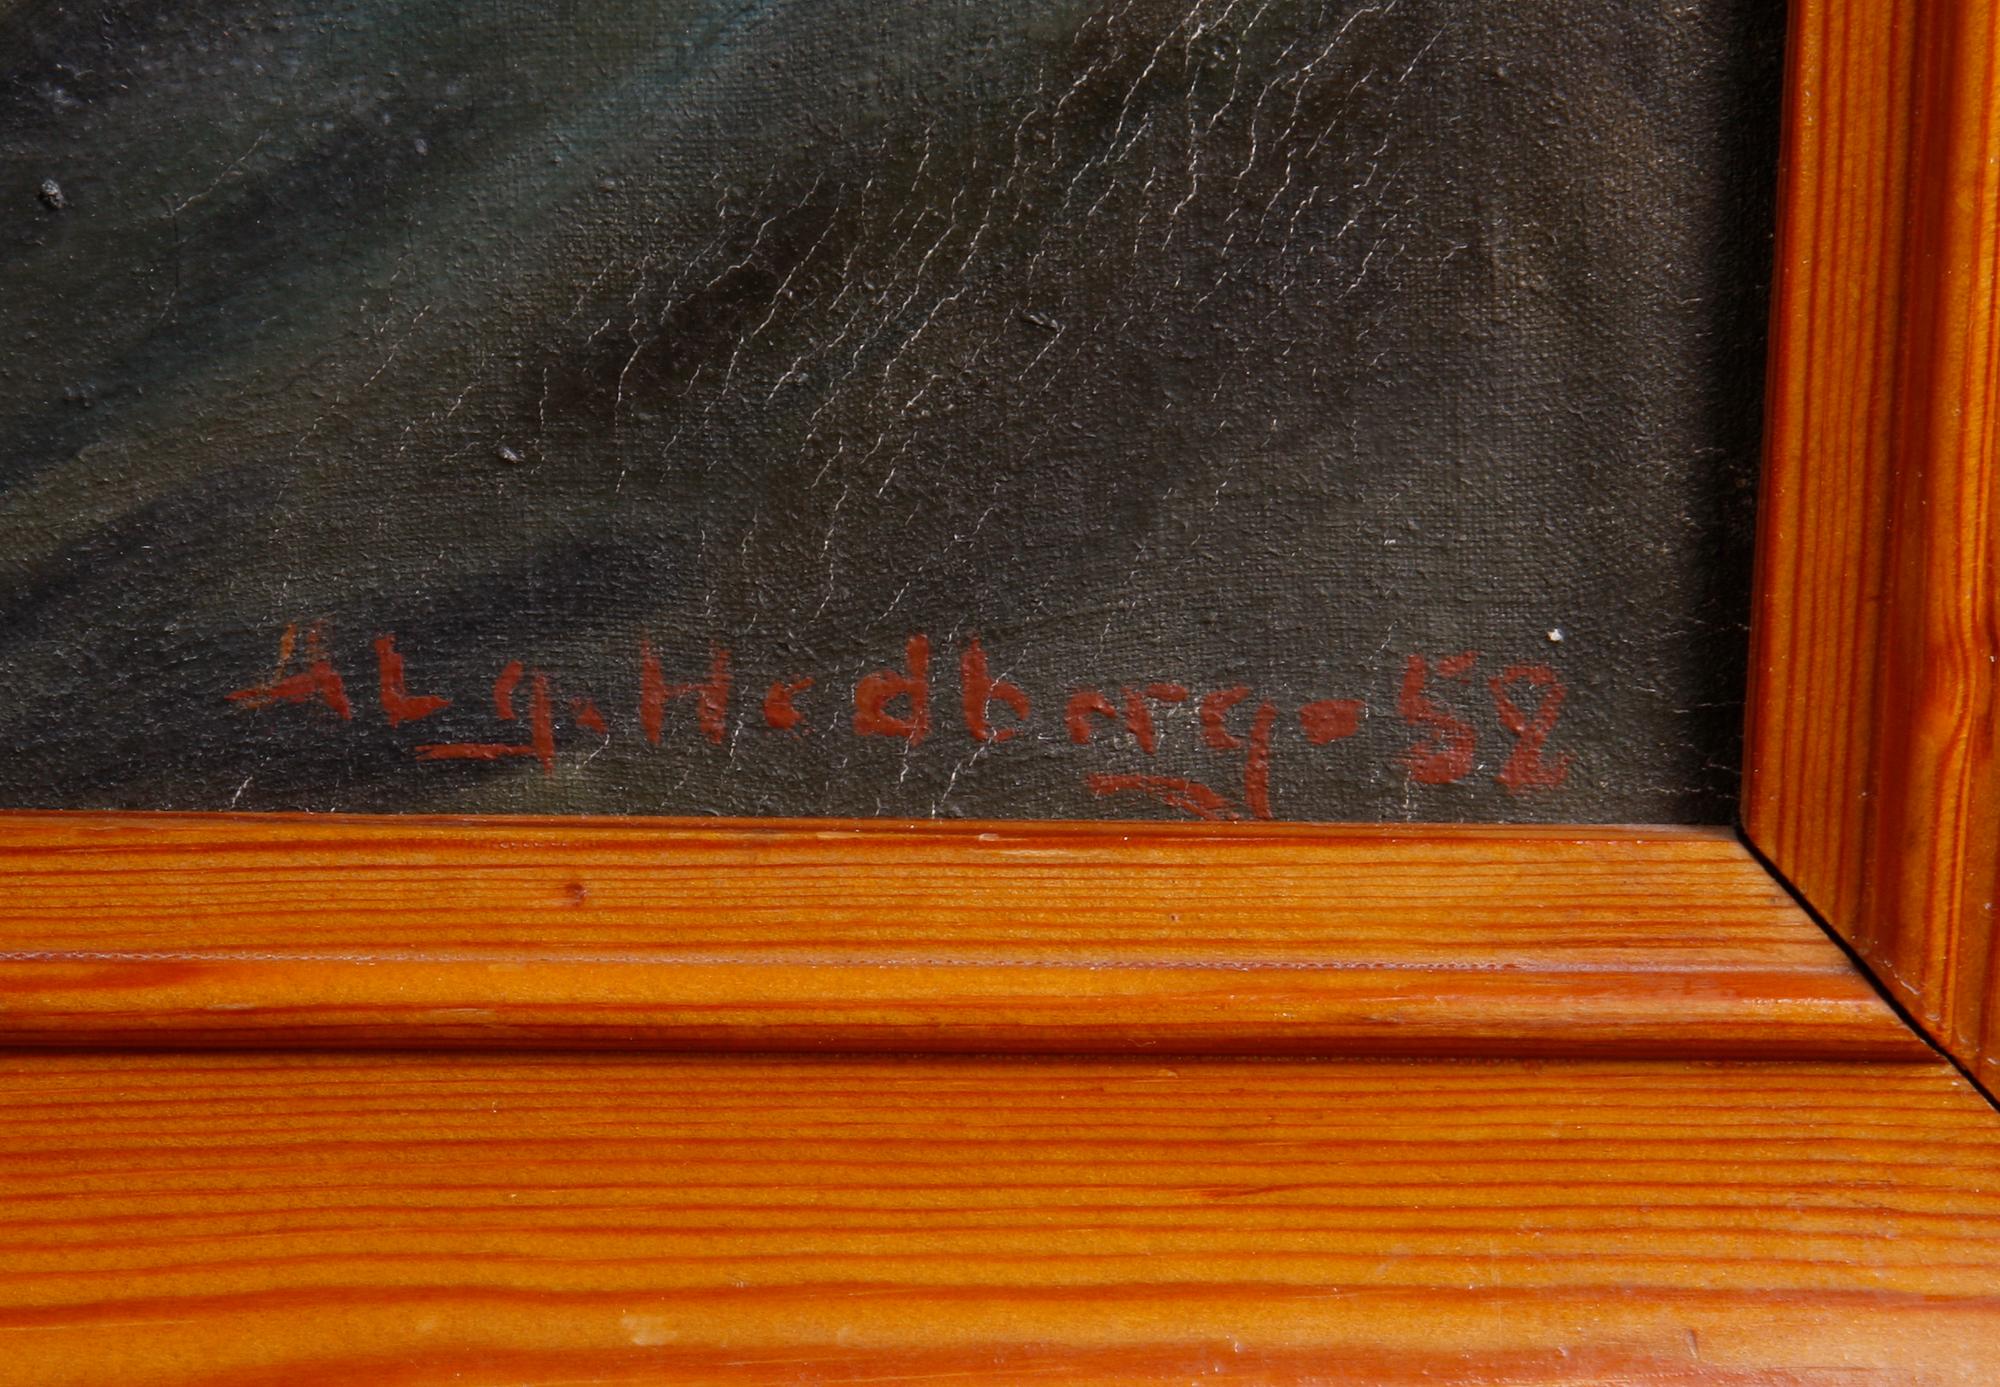 Alg. Hedberg - 58